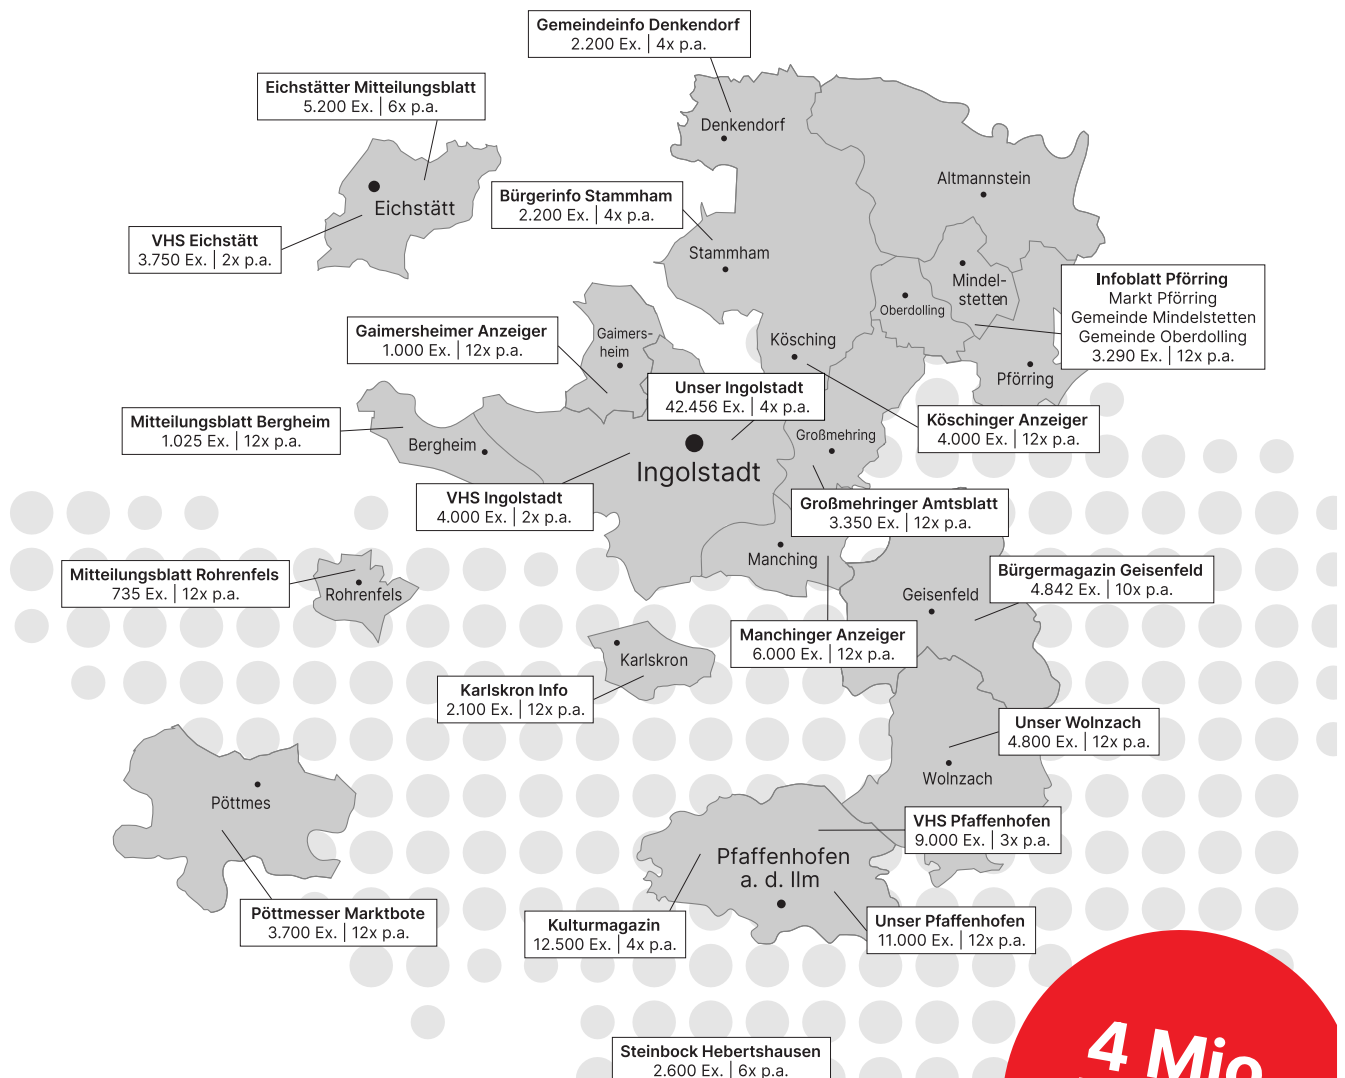 Gemeindeinfo Denkendorf
2.200 Ex. | 4x p.a.
Eichstätter Mitteilungsblatt
5.200 Ex. | 6x p.a.
Denkendorf
Altmannstein
Eichstätt
Bürgerinfo Stammham
2.200 Ex. | 4x p.a.
VHS Eichstätt
3.750 Ex. | 2x p.a.
Stammham
Mindel-
stetten
Oberdolling
Infoblatt Pförring
Markt Pförring
Gemeinde Mindelstetten
Gemeinde Oberdolling
3.290 Ex. | 12x p.a.
Gaimersheimer Anzeiger
1.000 Ex. | 12x p.a.
Gaimers-
heim
Kösching
Pförring
Unser Ingolstadt
42.456 Ex. | 4x p.a.
Mitteilungsblatt Bergheim
1.025 Ex. | 12x p.a.
Bergheim
Großmehring
Köschinger Anzeiger
4.000 Ex. | 12x p.a.
Ingolstadt
VHS Ingolstadt
4.000 Ex. | 2x p.a.
Großmehringer Amtsblatt
3.350 Ex. | 12x p.a.
Manching
Mitteilungsblatt Rohrenfels
735 Ex. | 12x p.a.
Rohrenfels
Geisenfeld
Bürgermagazin Geisenfeld
4.842 Ex. | 10x p.a.
Manchinger Anzeiger
6.000 Ex. | 12x p.a.
Karlskron
Karlskron Info
2.100 Ex. | 12x p.a.
Unser Wolnzach
4.800 Ex. | 12x p.a.
Wolnzach
Pöttmes
VHS Pfaffenhofen
9.000 Ex. | 3x p.a.
Pfaffenhofen
a. d. Ilm
Pöttmesser Marktbote
3.700 Ex. | 12x p.a.
Kulturmagazin
12.500 Ex. | 4x p.a.
Unser Pfaffenhofen
11.000 Ex. | 12x p.a.
4 Mio
Steinbock Hebertshausen
2.600 Ex. | 6x p.a.